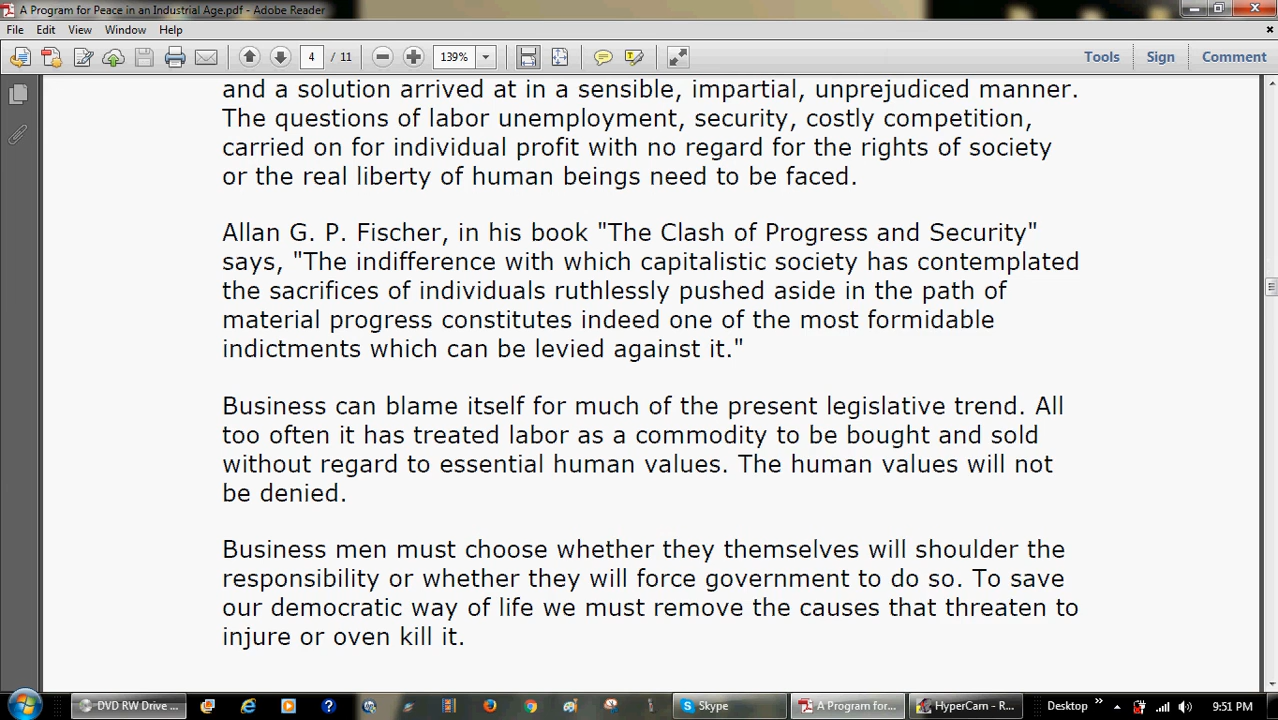 A Program for Peace in an Industrial Age.pdf - Adobe Reader
File Edit View Window Help
4 / 11 139% Tools Sign Comment
and a solution arrived at in a sensible, impartial, unprejudiced manner.
The questions of labor unemployment, security, costly competition,
carried on for individual profit with no regard for the rights of society
or the real liberty of human beings need to be faced.
Allan G. P. Fischer, in his book "The Clash of Progress and Security"
says, "The indifference with which capitalistic society has contemplated
the sacrifices of individuals ruthlessly pushed aside in the path of
material progress constitutes indeed one of the most formidable
indictments which can be levied against it."
Business can blame itself for much of the present legislative trend. All
too often it has treated labor as a commodity to be bought and sold
without regard to essential human values. The human values will not
be denied.
Business men must choose whether they themselves will shoulder the
responsibility or whether they will force government to do so. To save
our democratic way of life we must remove the causes that threaten to
injure or oven kill it.
DVD RW Drive ... Skype A Program for... HyperCam - R... Desktop 9:51 PM